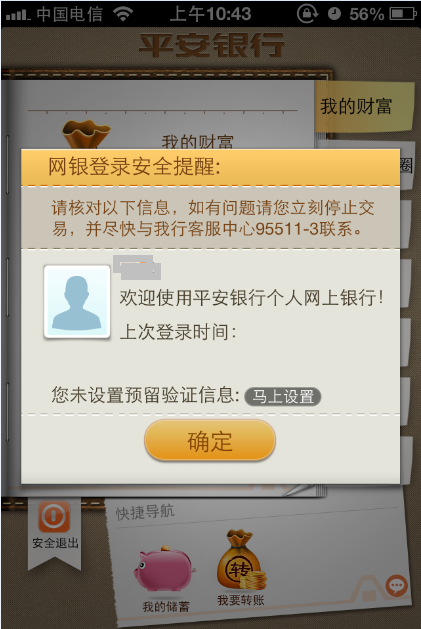 中国电信 上午10:43 56%
平安银行
我的财富
我的财富
圈
网银登录安全提醒:
请核对以下信息，如有问题请您立刻停止交
易，并尽快与我行客服中心95511-3联系。
欢迎使用平安银行个人网上银行!
上次登录时间:
您未设置预留验证信息: 马上设置
确定
快捷导航
安全退出
转
我的储蓄
我要转账